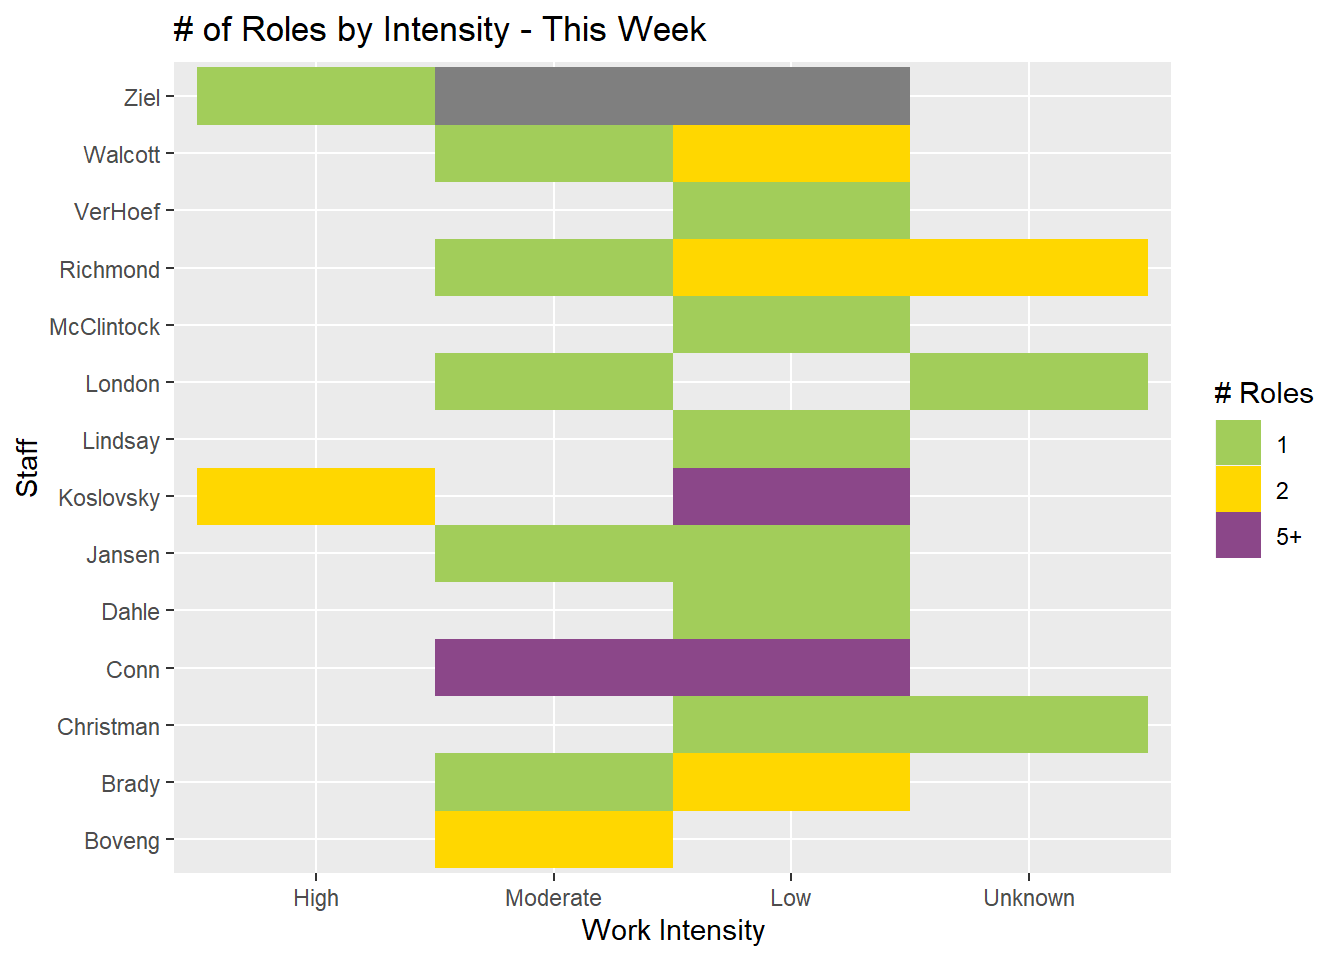 # of Roles by Intensity - This Week
Ziel
Walcott
VerHoef
Richmond
McClintock
London
Lindsay
Koslovsky
Jansen
Dahle
Conn
Christman
Brady
Boveng
Staff
High Moderate Low Unknown
Work Intensity
# Roles
1
2
5+